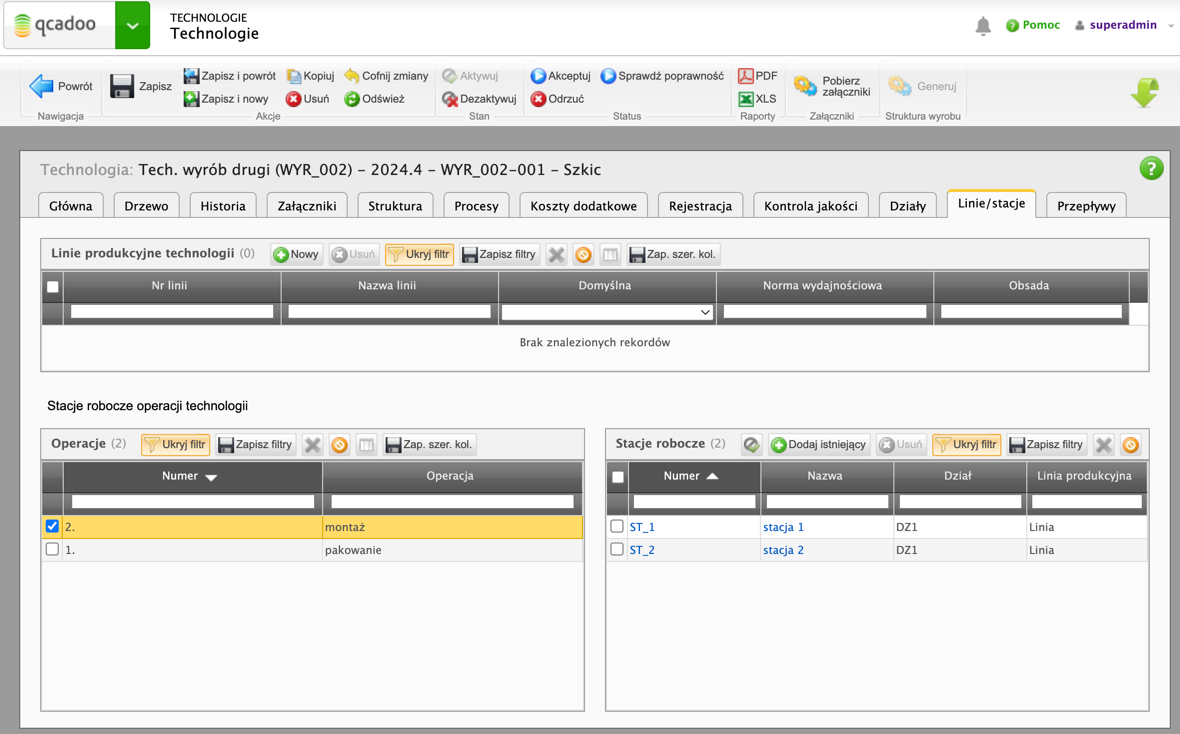 qcadoo
TECHNOLOGIE
Technologie
Pomoc
superadmin
Powrót
Zapisz
Zapisz i powrót Kopiuj Cofnij zmiany
Zapisz i nowy Usuń Odśwież
Aktywuj
Dezaktywuj
Akceptuj Sprawdź poprawność
Odrzuć
PDF
XLS
Pobierz
załączniki
Generuj
Nawigacja Akcje Stan Status Raporty Załączniki Struktura wyrobu
Technologia: Tech. wyrób drugi (WYR_002) – 2024.4 – WYR_002-001 – Szkic
?
Główna Drzewo Historia Załączniki Struktura Procesy Koszty dodatkowe Rejestracja Kontrola jakości Działy Linie/stacje Przepływy
Linie produkcyjne technologii (0) Nowy Usuń Ukryj filtr Zapisz filtry Zap. szer. kol.
Nr linii Nazwa linii Domyślna Norma wydajnościowa Obsada
Brak znalezionych rekordów
Stacje robocze operacji technologii
Operacje (2) Ukryj filtr Zapisz filtry Zap. szer. kol.
Numer Operacja
2. montaż
1. pakowanie
Stacje robocze (2) Dodaj istniejący Usuń Ukryj filtr Zapisz filtry
Numer Nazwa Dział Linia produkcyjna
ST_1 stacja 1 DZ1 Linia
ST_2 stacja 2 DZ1 Linia